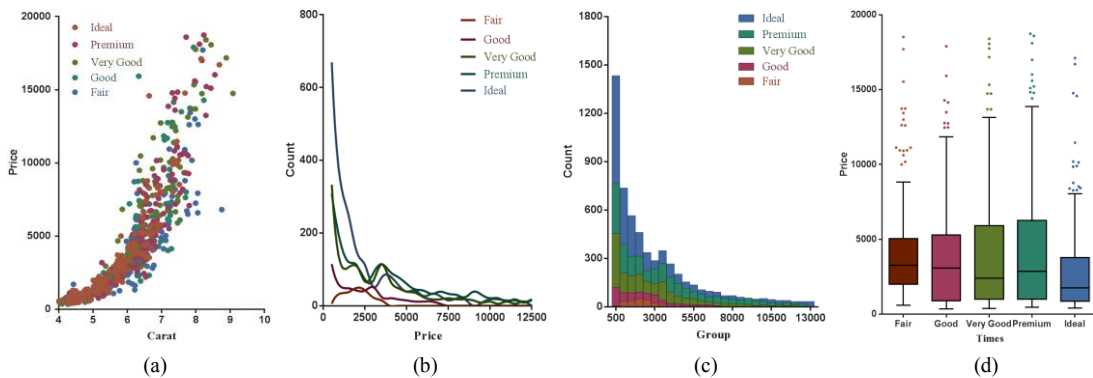 20000
15000
10000
5000
0
Price
Ideal
Premium
Very Good
Good
Fair
4 5 6 7 8 9 10
Carat
(a)
800
600
400
200
0
Count
Fair
Good
Very Good
Premium
Ideal
0 2500 5000 7500 10000 12500
Price
(b)
1800
1500
1200
900
600
300
0
Count
Ideal
Premium
Very Good
Good
Fair
500 3000 5500 8000 10500 13000
Group
(c)
20000
15000
10000
5000
0
Price
Fair Good Very Good Premium Ideal
Times
(d)